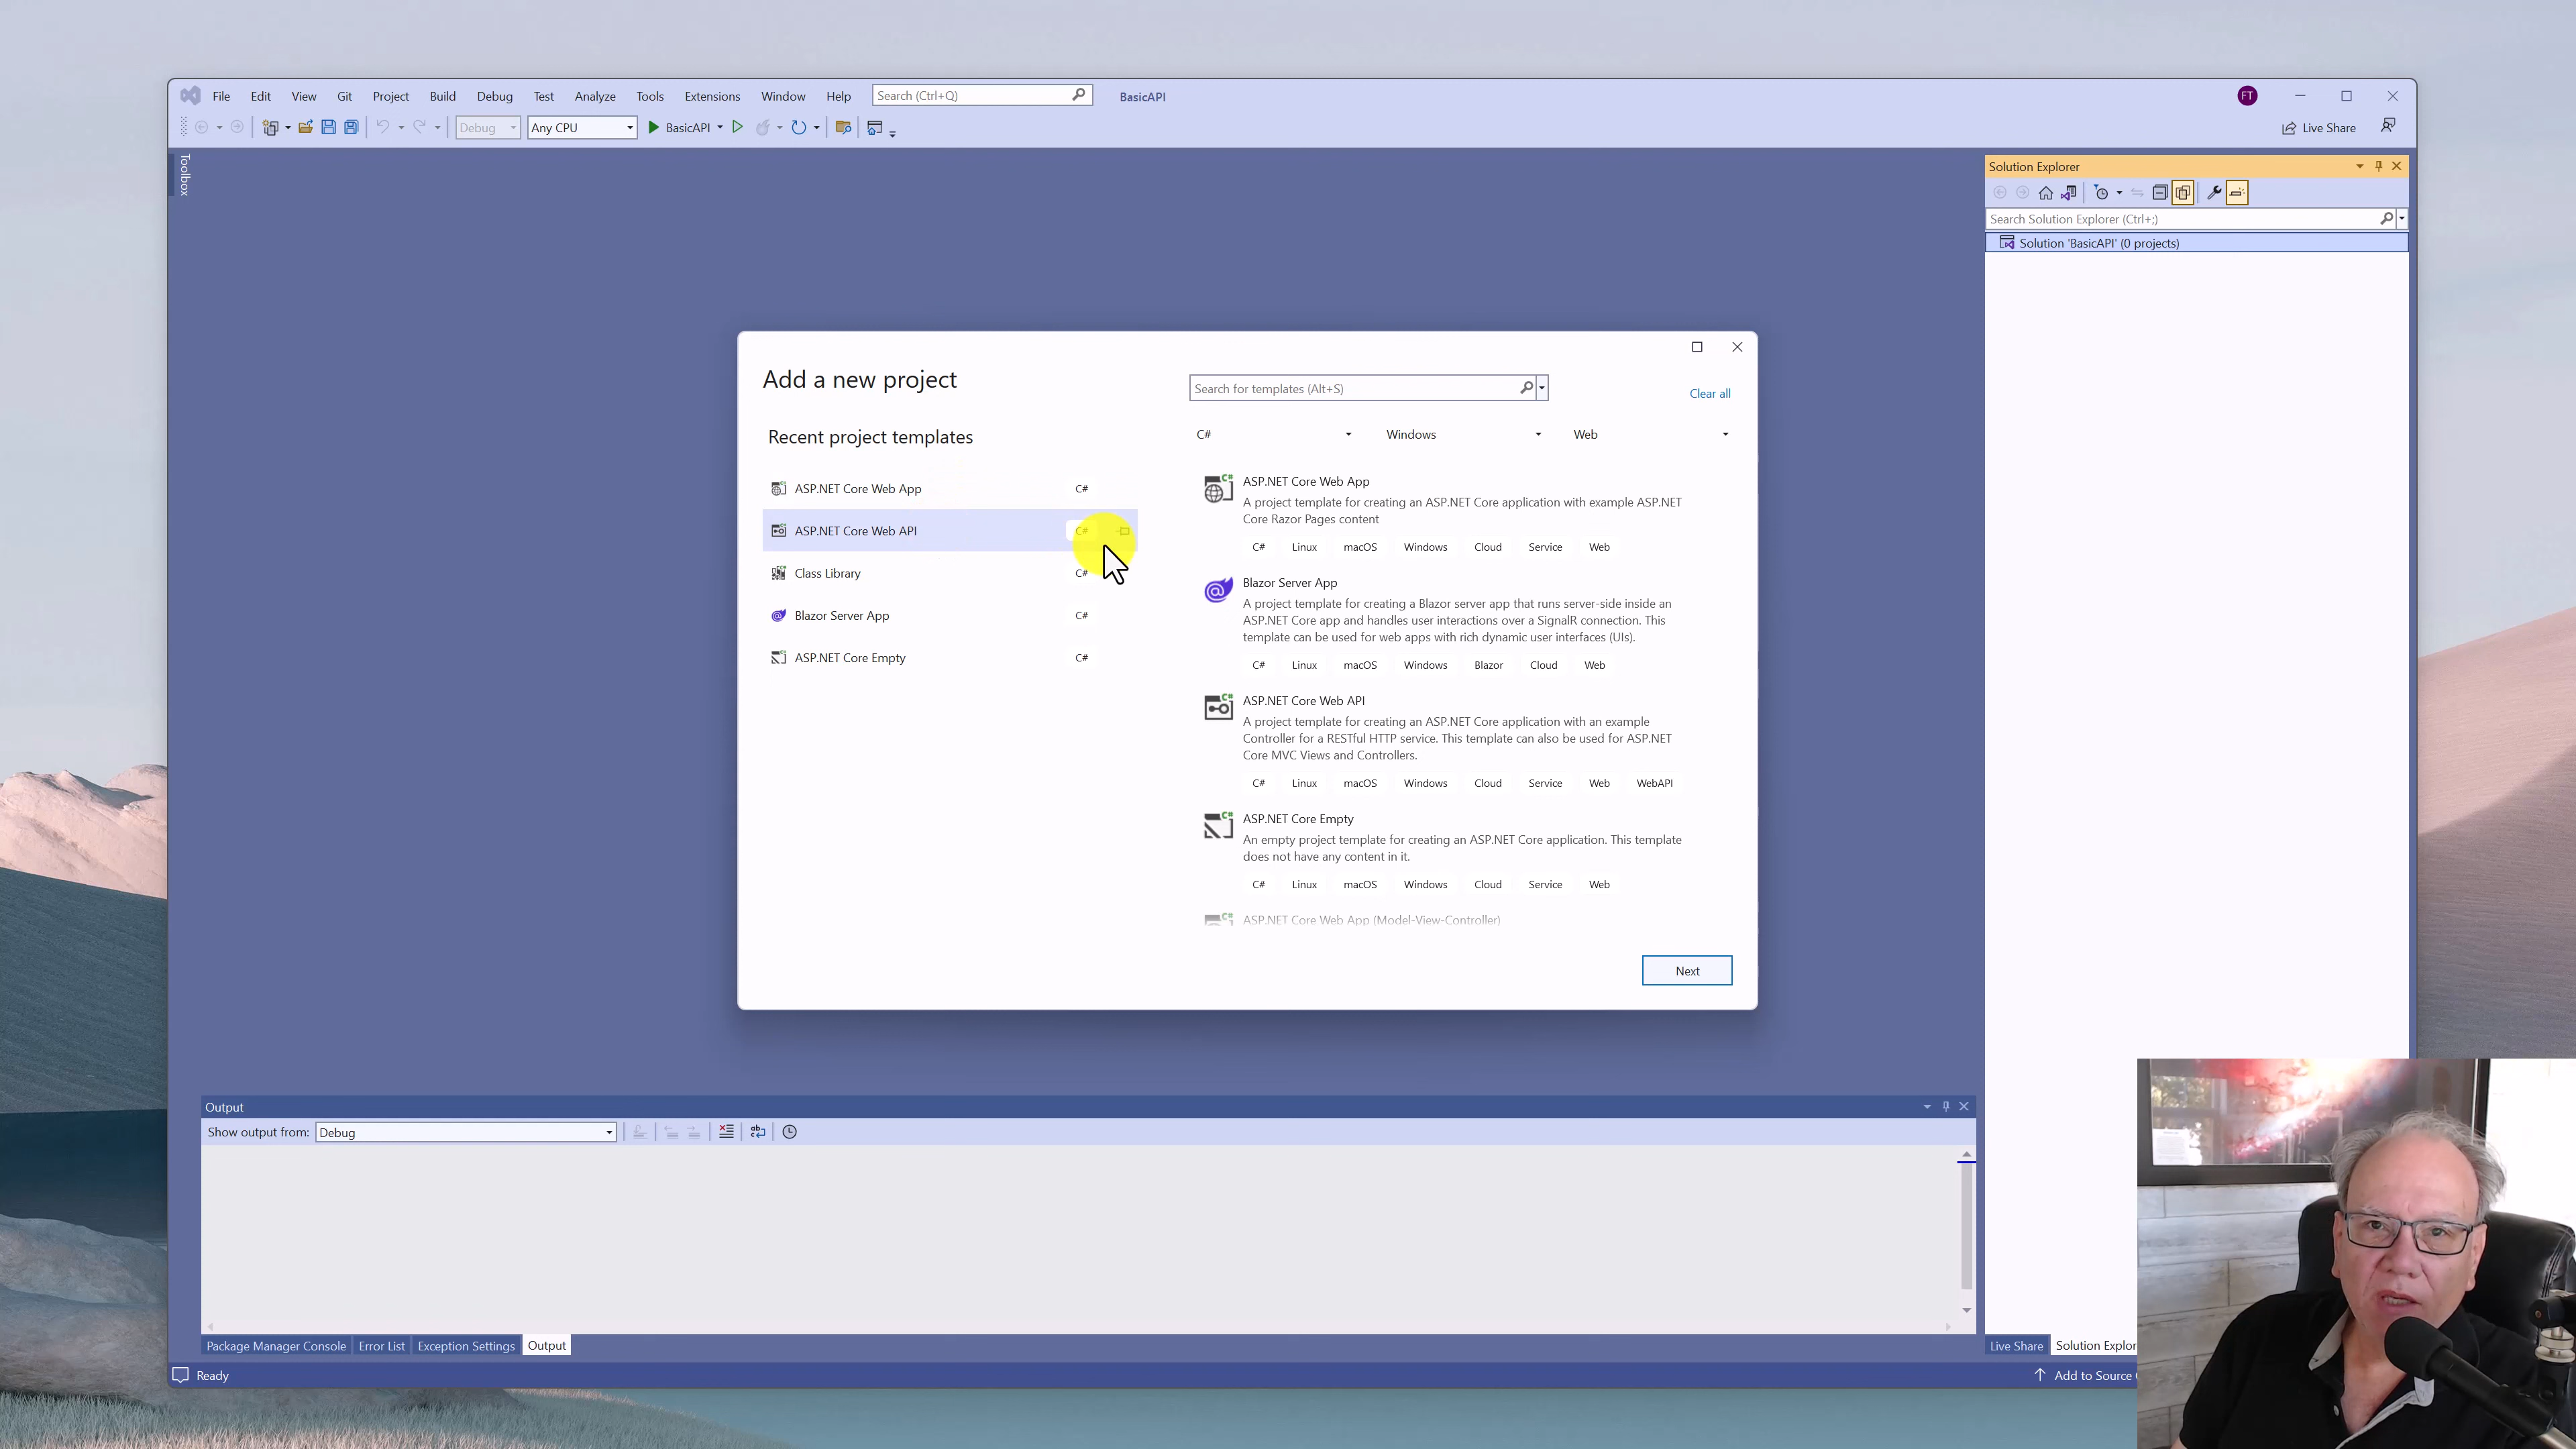 File Edit View Git Project Build Debug Test Analyze Tools Extensions Window Help Search (Ctrl+Q) BasicAPI FT
Debug Any CPU BasicAPI Live Share
Toolbox
Solution Explorer
Search Solution Explorer (Ctrl+;)
Solution 'BasicAPI' (0 projects)
Add a new project
Search for templates (Alt+S)
Clear all
C# Windows Web
Recent project templates
ASP.NET Core Web App C#
ASP.NET Core Web API C#
Class Library C#
Blazor Server App C#
ASP.NET Core Empty C#
ASP.NET Core Web App
A project template for creating an ASP.NET Core application with example ASP.NET
Core Razor Pages content
C# Linux macOS Windows Cloud Service Web
Blazor Server App
A project template for creating a Blazor server app that runs server-side inside an
ASP.NET Core app and handles user interactions over a SignalR connection. This
template can be used for web apps with rich dynamic user interfaces (UIs).
C# Linux macOS Windows Blazor Cloud Web
ASP.NET Core Web API
A project template for creating an ASP.NET Core application with an example
Controller for a RESTful HTTP service. This template can also be used for ASP.NET
Core MVC Views and Controllers.
C# Linux macOS Windows Cloud Service Web WebAPI
ASP.NET Core Empty
An empty project template for creating an ASP.NET Core application. This template
does not have any content in it.
C# Linux macOS Windows Cloud Service Web
ASP.NET Core Web App (Model-View-Controller)
Next
Output
Show output from: Debug
Package Manager Console Error List Exception Settings Output
Live Share Solution Explor
Ready
Add to Source